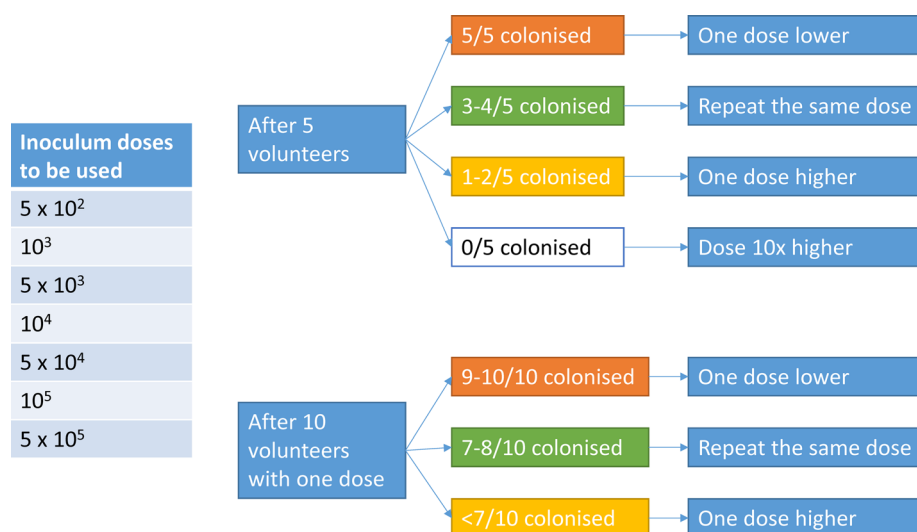 Inoculum doses
to be used
5 x 10²
10³
5 x 10³
10⁴
5 x 10⁴
10⁵
5 x 10⁵
After 5
volunteers
5/5 colonised
One dose lower
3-4/5 colonised
Repeat the same dose
1-2/5 colonised
One dose higher
0/5 colonised
Dose 10x higher
After 10
volunteers
with one dose
9-10/10 colonised
One dose lower
7-8/10 colonised
Repeat the same dose
<7/10 colonised
One dose higher